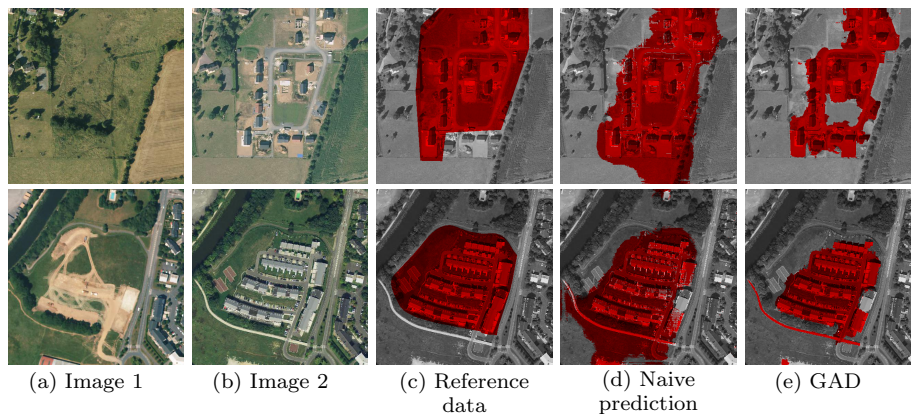 (a) Image 1
(b) Image 2
(c) Reference
data
(d) Naive
prediction
(e) GAD